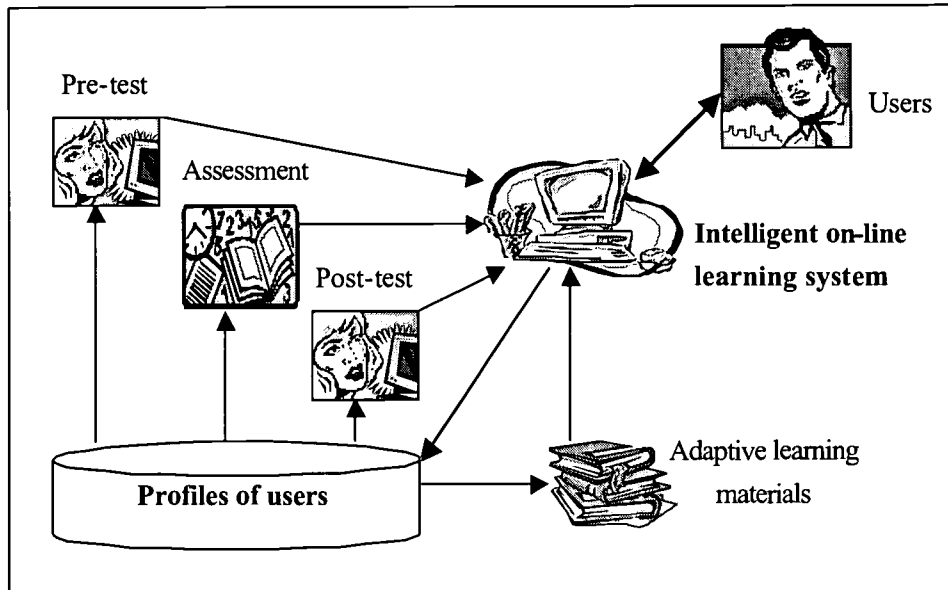 Pre-test
Users
Assessment
Intelligent on-line
learning system
Post-test
Adaptive learning
materials
Profiles of users